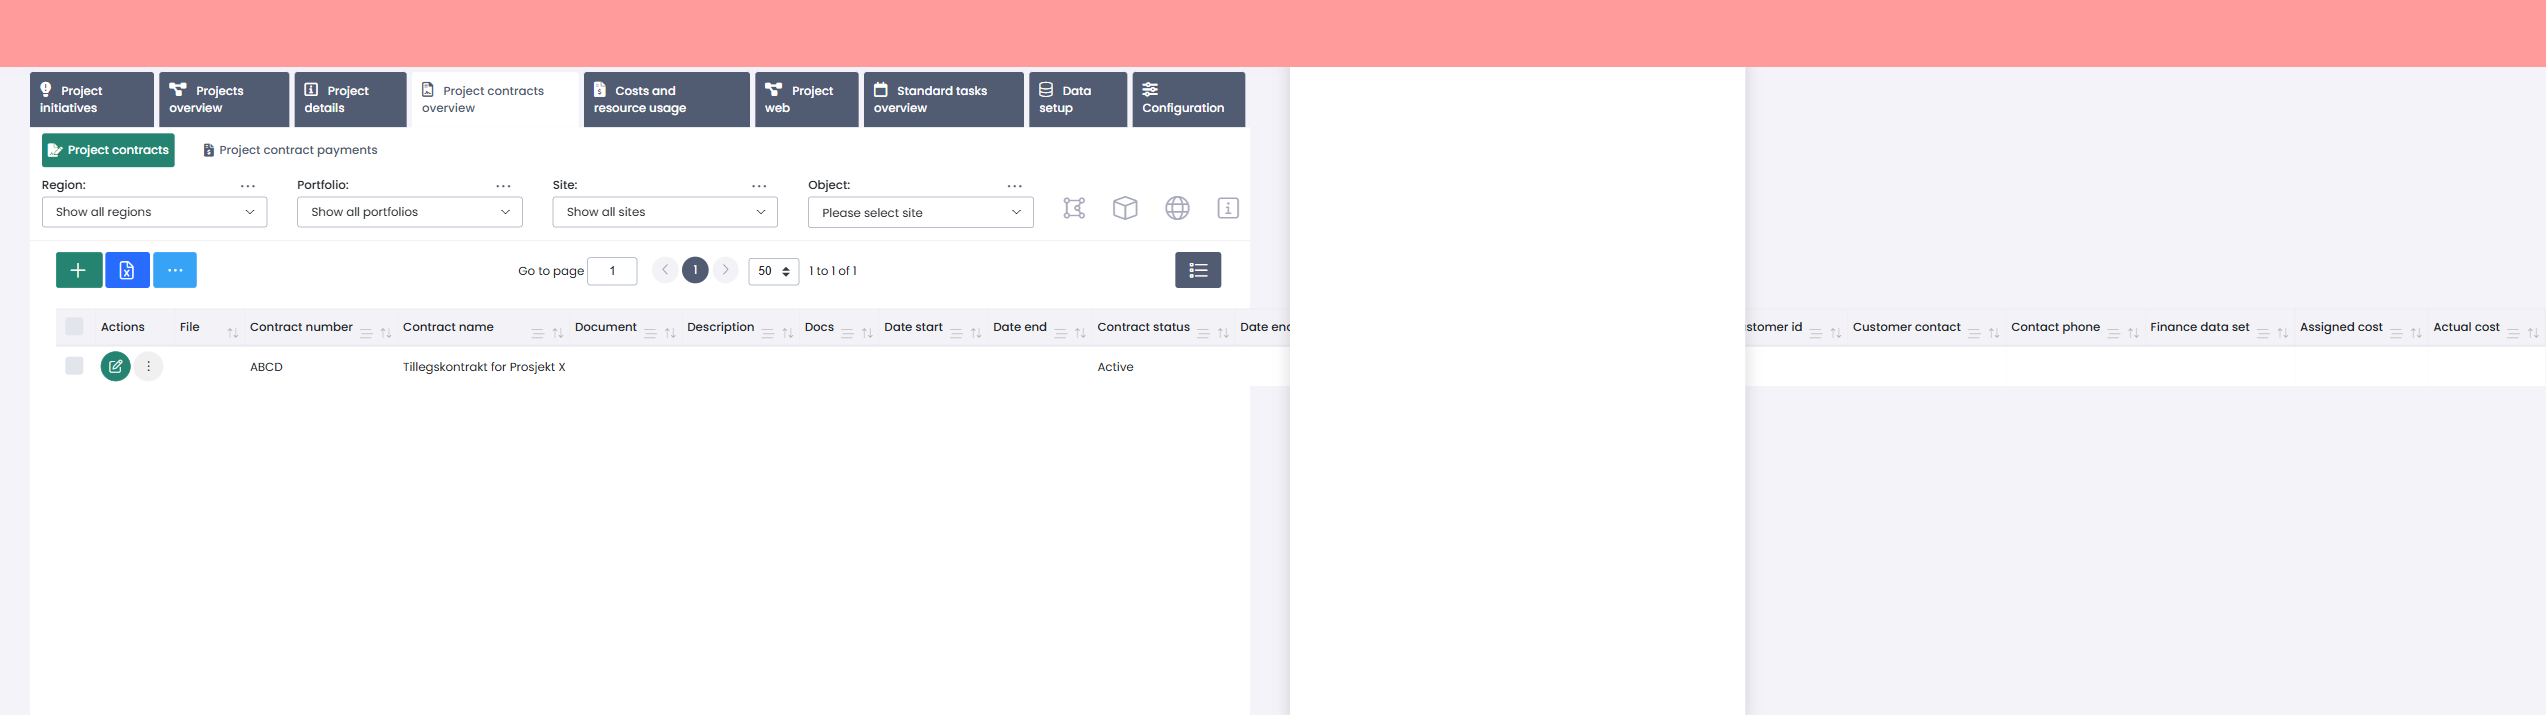 Project initiatives
Projects overview
Project details
Project contracts overview
Costs and resource usage
Project web
Standard tasks overview
Data setup
Configuration
Project contracts
Project contract payments
Region:
Portfolio:
Site:
Object:
Show all regions
Show all portfolios
Show all sites
Please select site
Go to page 1 1 50 1 to 1 of 1
Actions File Contract number Contract name Document Description Docs Date start Date end Contract status Date end stomer id Customer contact Contact phone Finance data set Assigned cost Actual cost
ABCD Tillegskontrakt for Prosjekt X Active